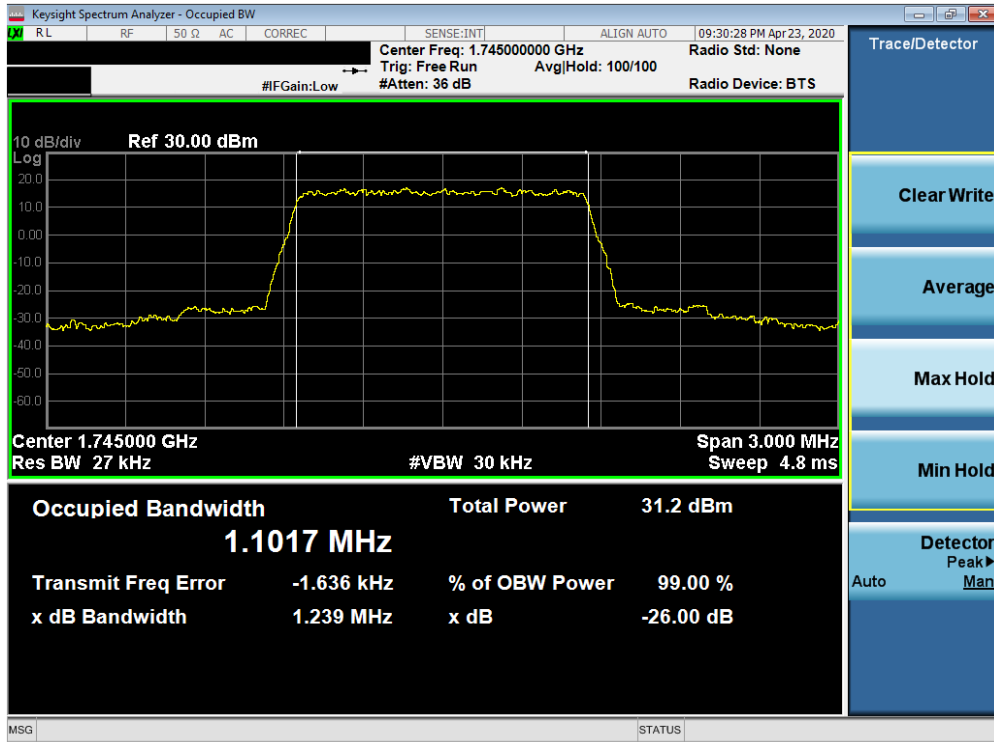 Keysight Spectrum Analyzer - Occupied BW
LXI RL RF 50 Ω AC CORREC SENSE:INT ALIGN AUTO 09:30:28 PM Apr 23, 2020
Center Freq: 1.745000000 GHz Radio Std: None
Trig: Free Run Avg|Hold: 100/100
#IFGain:Low #Atten: 36 dB Radio Device: BTS
10 dB/div Ref 30.00 dBm
Log
20.0
10.0
0.00
-10.0
-20.0
-30.0
-40.0
-50.0
-60.0
Center 1.745000 GHz Span 3.000 MHz
Res BW 27 kHz #VBW 30 kHz Sweep 4.8 ms
Occupied Bandwidth Total Power 31.2 dBm
1.1017 MHz
Transmit Freq Error -1.636 kHz % of OBW Power 99.00 %
x dB Bandwidth 1.239 MHz x dB -26.00 dB
MSG STATUS
Trace/Detector
Clear Write
Average
Max Hold
Min Hold
Detector
Peak▶
Auto Man